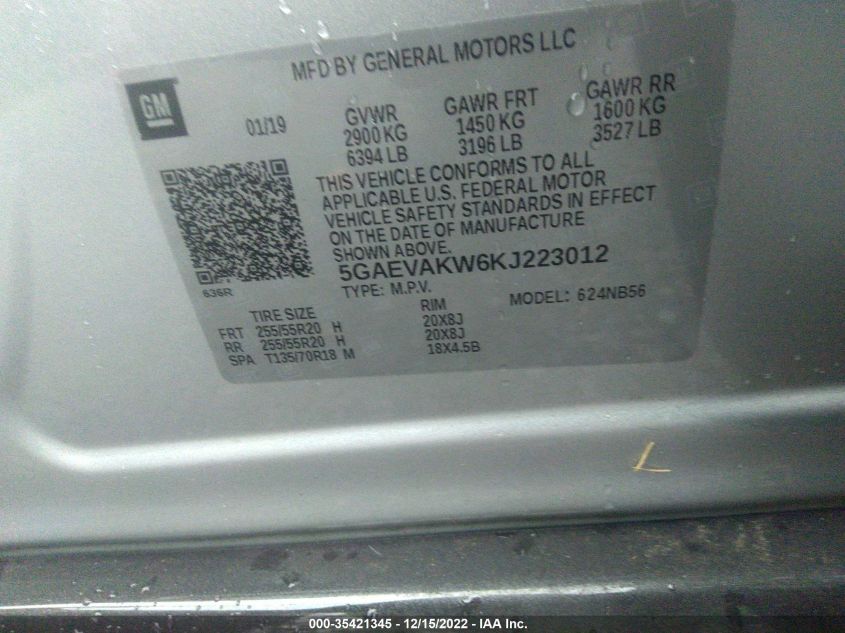 MFD BY GENERAL MOTORS LLC
GM
01/19
GVWR GAWR FRT GAWR RR
2900 KG 1450 KG 1600 KG
6394 LB 3196 LB 3527 LB
THIS VEHICLE CONFORMS TO ALL
APPLICABLE U.S. FEDERAL MOTOR
VEHICLE SAFETY STANDARDS IN EFFECT
ON THE DATE OF MANUFACTURE
SHOWN ABOVE.
5GAEVAKW6KJ223012
636R
TYPE: M.P.V. MODEL: 624NB56
TIRE SIZE RIM
FRT 255/55R20 H 20X8J
RR 255/55R20 H 20X8J
SPA T135/70R18 M 18X4.5B
000-35421345 - 12/15/2022 - IAA Inc.